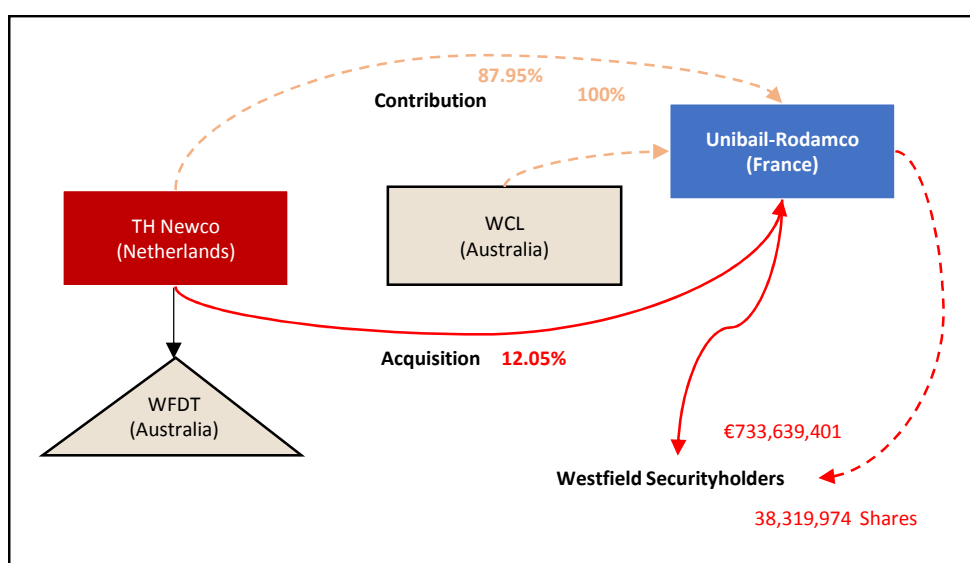 87.95%
Contribution
100%
Unibail-Rodamco
(France)
TH Newco
(Netherlands)
WCL
(Australia)
Acquisition 12.05%
WFDT
(Australia)
€733,639,401
Westfield Securityholders
38,319,974 Shares